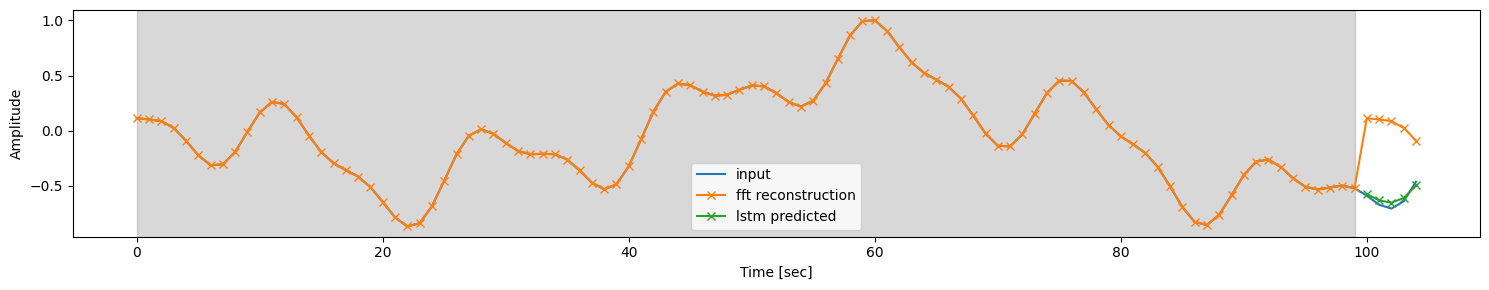 Amplitude
1.0
0.5
0.0
−0.5
input
fft reconstruction
lstm predicted
0 20 40 60 80 100
Time [sec]